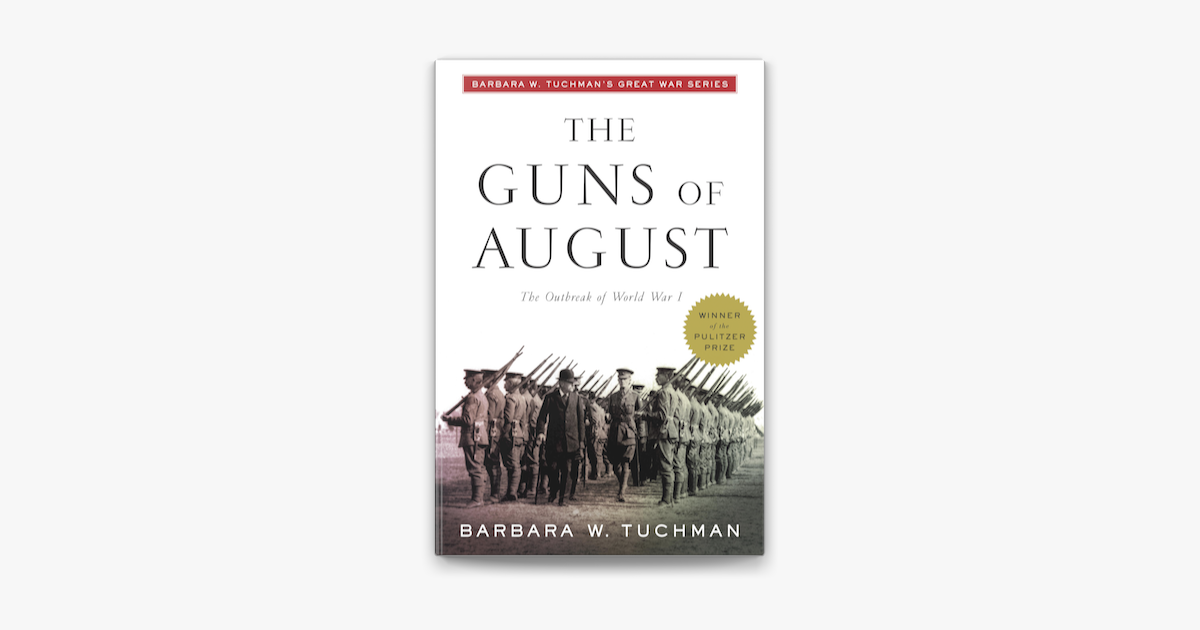 BARBARA W. TUCHMAN'S GREAT WAR SERIES
THE
GUNS OF
AUGUST
The Outbreak of World War I
WINNER
of the
PULITZER
PRIZE
BARBARA W. TUCHMAN